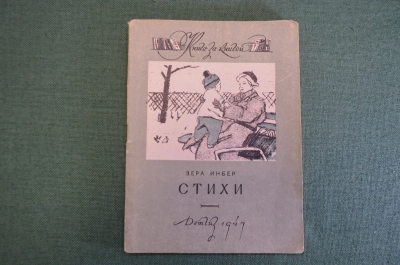 Книга за книгой
ВЕРА ИНБЕР
СТИХИ
Детгиз 1947